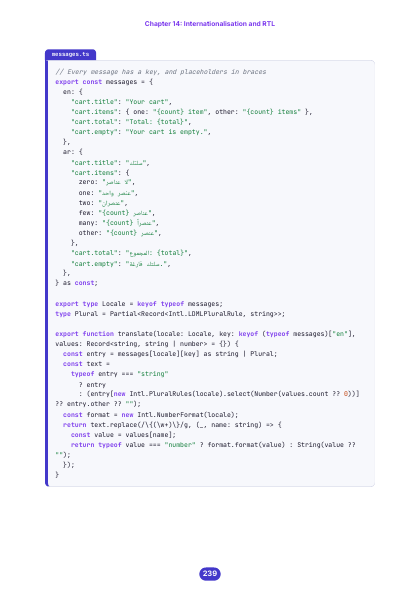 Chapter 14: Internationalisation and RTL
messages.ts
// Every message has a key, and placeholders in braces
export const messages = {
en: {
"cart.title": "Your cart",
"cart.items": { one: "{count} item", other: "{count} items" },
"cart.total": "Total: {total}",
"cart.empty": "Your cart is empty.",
},
ar: {
"cart.title": "سلتك",
"cart.items": {
zero: "لا عناصر",
one: "عنصر واحد",
two: "عنصران",
few: "{count} عناصر",
many: "{count} عنصراً",
other: "{count} عنصر",
},
"cart.total": "المجموع: {total}",
"cart.empty": "سلتك فارغة.",
},
} as const;
export type Locale = keyof typeof messages;
type Plural = Partial<Record<Intl.LDMLPluralRule, string>>;
export function translate(locale: Locale, key: keyof (typeof messages)["en"],
values: Record<string, string | number> = {}) {
const entry = messages[locale][key] as string | Plural;
const text =
typeof entry === "string"
? entry
: (entry[new Intl.PluralRules(locale).select(Number(values.count ?? 0))]
?? entry.other ?? "");
const format = new Intl.NumberFormat(locale);
return text.replace(/\{(\w+)\}/g, (_, name: string) => {
const value = values[name];
return typeof value === "number" ? format.format(value) : String(value ??
"");
});
}
239